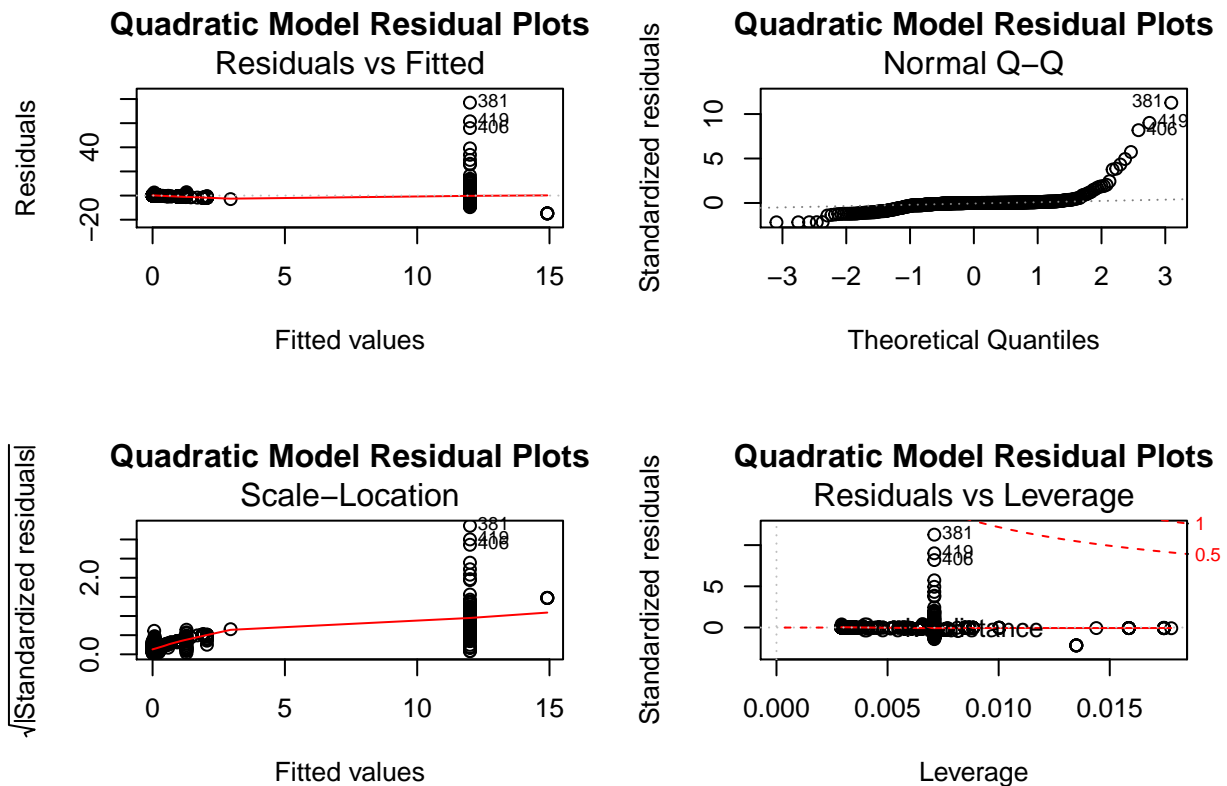 Quadratic Model Residual Plots
Residuals vs Fitted
Residuals
40
−20
381
419
406
0
5
10
15
Fitted values
Quadratic Model Residual Plots
Normal Q−Q
Standardized residuals
10
5
0
381
419
406
−3
−2
−1
0
1
2
3
Theoretical Quantiles
Quadratic Model Residual Plots
Scale−Location
√|Standardized residuals|
2.0
0.0
381
419
406
0
5
10
15
Fitted values
Quadratic Model Residual Plots
Residuals vs Leverage
Standardized residuals
5
0
381
419
406
1
0.5
distance
0.000
0.005
0.010
0.015
Leverage